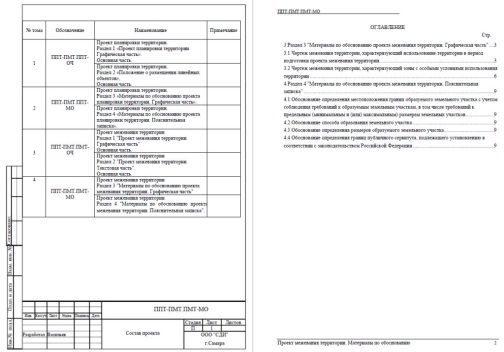 № тома Обозначение Наименование Примечание
1
ППТ-ПМТ.ППТ-ОЧ
Проект планировки территории.
Раздел 1 «Проект планировки территории.
Графическая часть».
Основная часть.
Проект планировки территории.
Раздел 2 «Положение о размещении линейных
объектов».
Основная часть.
2
ППТ-ПМТ.ППТ-МО
Проект планировки территории.
Раздел 3 «Материалы по обоснованию проекта
планировки территории. Графическая часть».
Проект планировки территории.
Раздел 4 «Материалы по обоснованию проекта
планировки территории. Пояснительная
записка».
3
ППТ-ПМТ.ПМТ-ОЧ
Проект межевания территории
Раздел 1 "Проект межевания территории.
Графическая часть"
Основная часть
Проект межевания территории
Раздел 2 "Проект межевания территории.
Текстовая часть".
Основная часть.
4
ППТ-ПМТ.ПМТ-МО
Проект межевания территории
Раздел 3 "Материалы по обоснованию проекта
межевания территории. Графическая часть"
Проект межевания территории
Раздел 4 "Материалы по обоснованию проекта
межевания территории. Пояснительная записка".
Согласовано
Взам. инв. №
Подп. и дата
Инв.№ подл.
ППТ-ПМТ.ПМТ-МО
Изм. Кол.уч Лист №док. Подпись Дата
Разработал
Состав проекта
Стадия Лист Листов
П 1
ООО "СДИ"
г.Самара
ППТ-ПМТ.ПМТ-МО
ОГЛАВЛЕНИЕ
Стр.
3 Раздел 3 "Материалы по обоснованию проекта межевания территории. Графическая часть" ...3
3.1 Чертеж межевания территории, характеризующий использование территории в период
подготовки проекта межевания территории ...3
3.2 Чертеж межевания территории, характеризующий зоны с особыми условиями использования
территории ...6
4 Раздел 4 "Материалы по обоснованию проекта межевания территории. Пояснительная
записка" ...9
4.1 Обоснование определения местоположения границ образуемого земельного участка с учетом
соблюдения требований к образуемым земельным участкам, в том числе требований к
предельным (минимальным и (или) максимальным) размерам земельных участков ...9
4.2 Обоснование способа образования земельного участка ...9
4.3 Обоснование определения размеров образуемого земельного участка ...9
4.4 Обоснование определения границ публичного сервитута, подлежащего установлению в
соответствии с законодательством Российской Федерации ...9
Проект межевания территории. Материалы по обоснованию 2